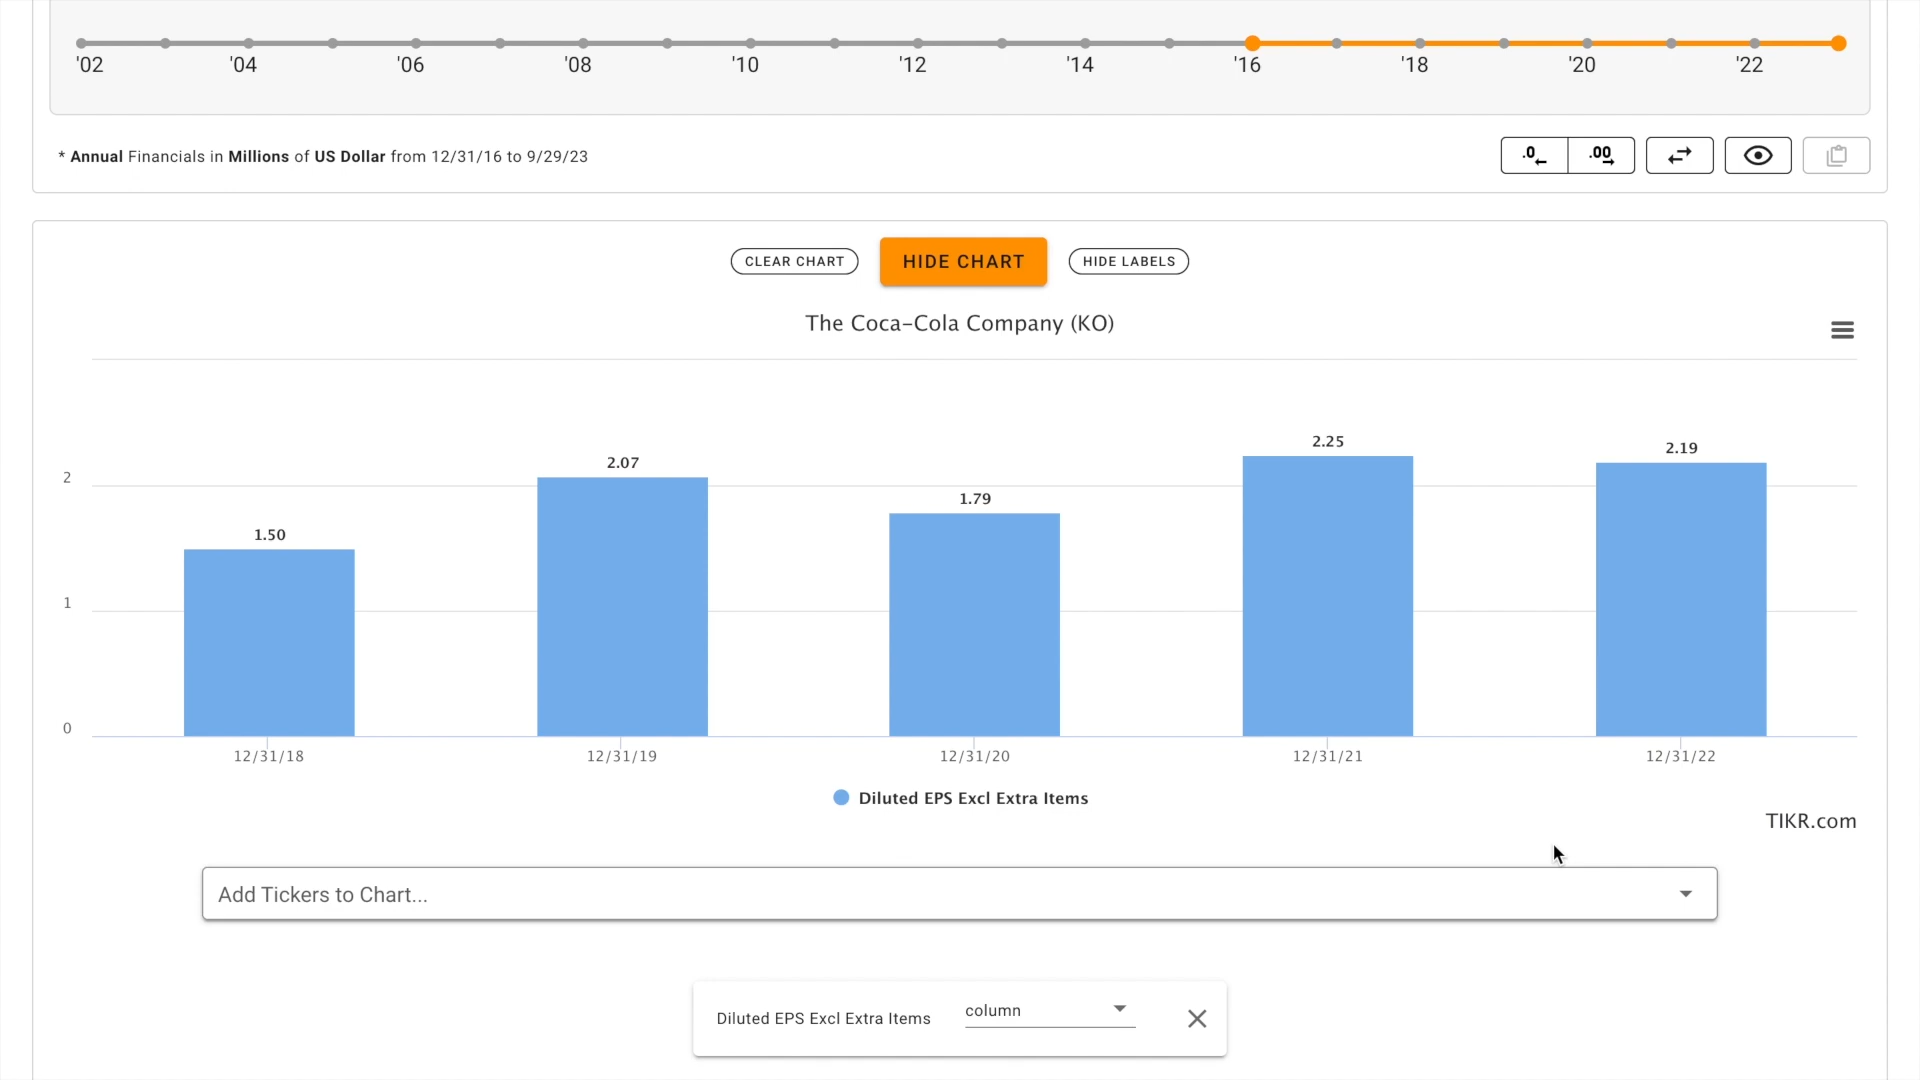 '02 '04 '06 '08 '10 '12 '14 '16 '18 '20 '22
* Annual Financials in Millions of US Dollar from 12/31/16 to 9/29/23
.0 .00
CLEAR CHART HIDE CHART HIDE LABELS
The Coca-Cola Company (KO)
2.25
2.19
2.07
2
1.79
1.50
1
0
12/31/18 12/31/19 12/31/20 12/31/21 12/31/22
Diluted EPS Excl Extra Items
TIKR.com
Add Tickers to Chart...
Diluted EPS Excl Extra Items column